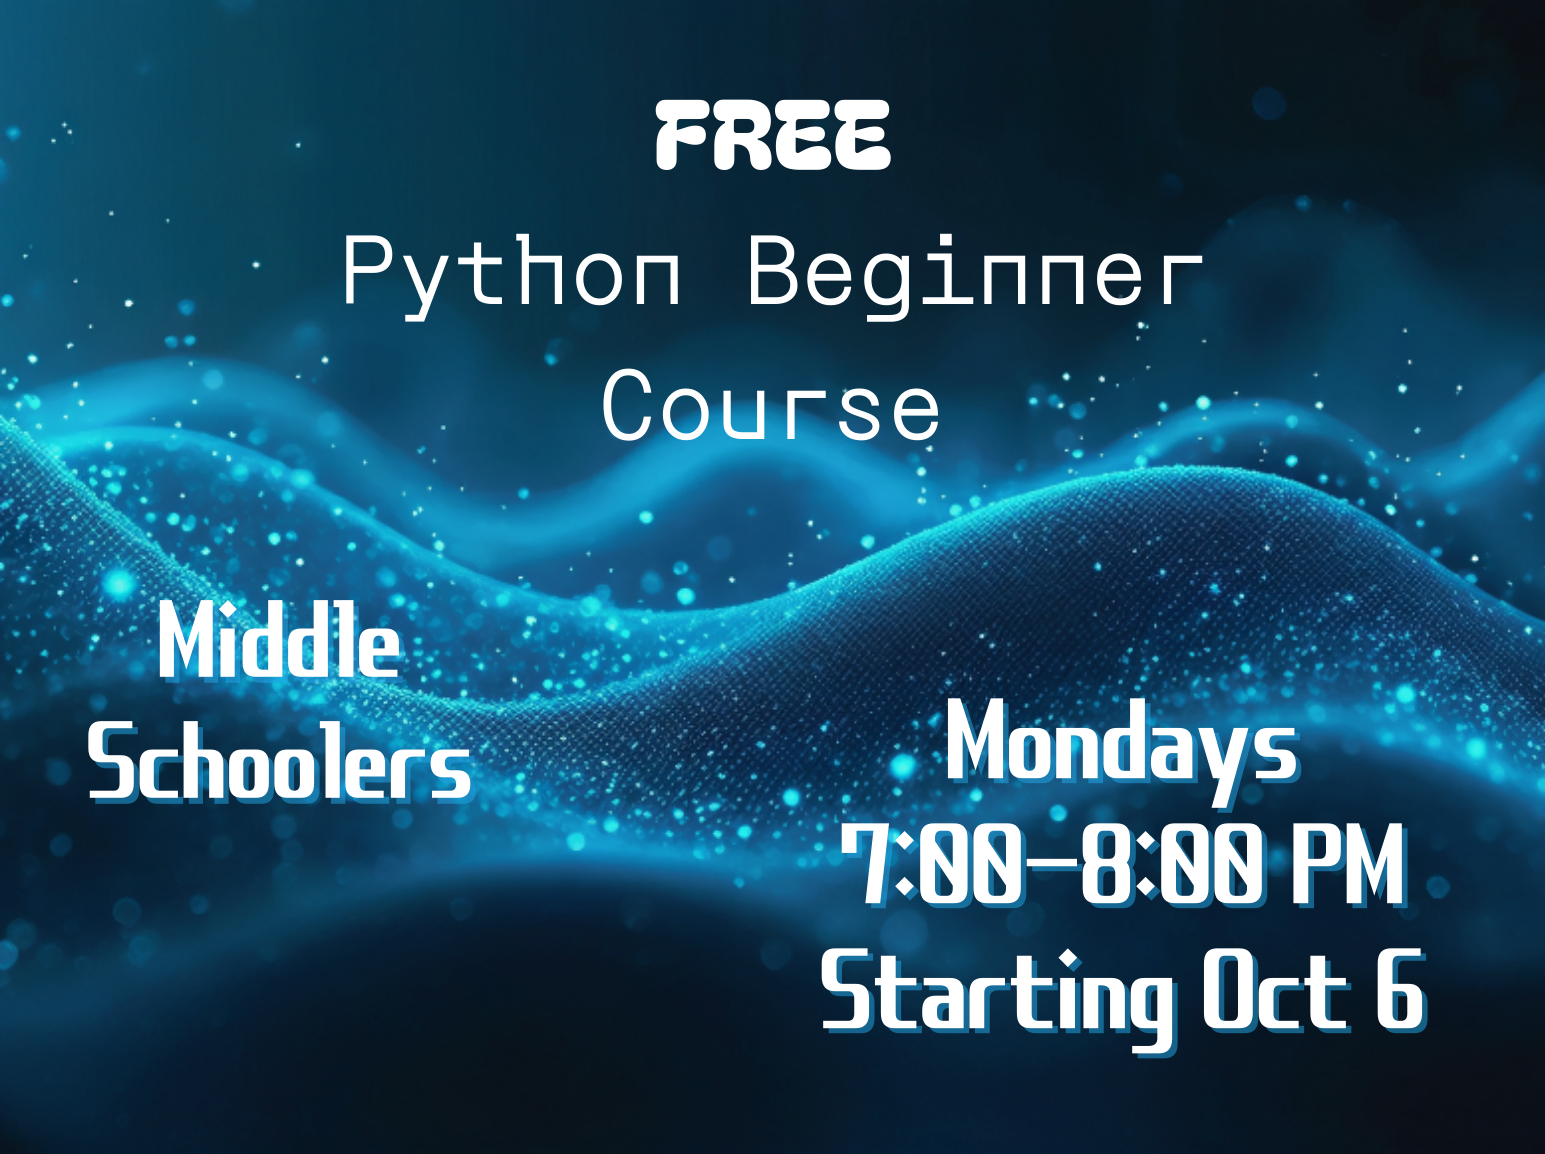 FREE
Python Beginner
Course
Middle
Schoolers
Mondays
7:00–8:00 PM
Starting Oct 6